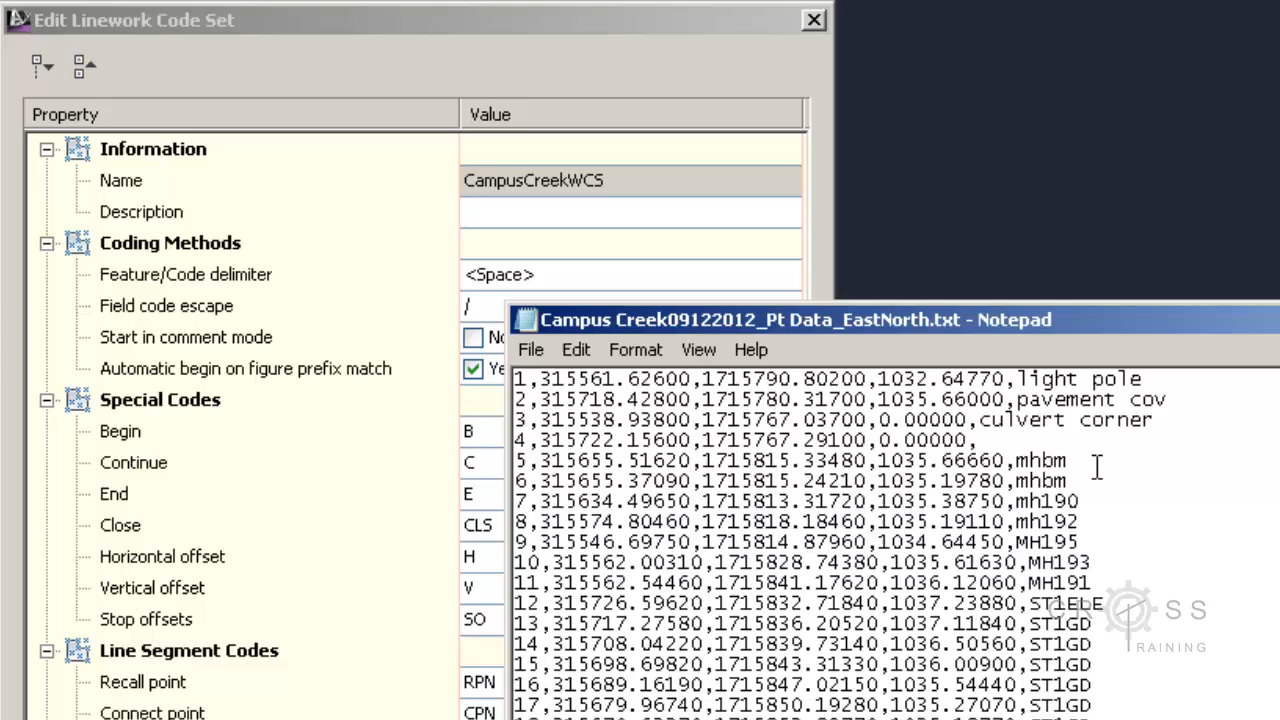 Edit Linework Code Set
Property Value
Information
Name CampusCreekWCS
Description
Coding Methods
Feature/Code delimiter <Space>
Field code escape /
Start in comment mode No
Automatic begin on figure prefix match Ye
Special Codes
Begin B
Continue C
End E
Close CLS
Horizontal offset H
Vertical offset V
Stop offsets SO
Line Segment Codes
Recall point RPN
Connect point CPN
Campus Creek09122012_Pt Data_EastNorth.txt - Notepad
File Edit Format View Help
1,315561.62600,1715790.80200,1032.64770,light pole
2,315718.42800,1715780.31700,1035.66000,pavement cov
3,315538.93800,1715767.03700,0.00000,culvert corner
4,315722.15600,1715767.29100,0.00000,
5,315655.51620,1715815.33480,1035.66660,mhbm
6,315655.37090,1715815.24210,1035.19780,mhbm
7,315634.49650,1715813.31720,1035.38750,mh190
8,315574.80460,1715818.18460,1035.19110,mh192
9,315546.69750,1715814.87960,1034.64450,MH195
10,315562.00310,1715828.74380,1035.61630,MH193
11,315562.54460,1715841.17620,1036.12060,MH191
12,315726.59620,1715832.71840,1037.23880,
13,315717.27580,1715836.20520,1037.11840,ST1GD
14,315708.04220,1715839.73140,1036.50560,ST1GD
15,315698.69820,1715843.31330,1036.00900,ST1GD
16,315689.16190,1715847.02150,1035.54440,ST1GD
17,315679.96740,1715850.19280,1035.27070,ST1GD
CROSS
TRAINING